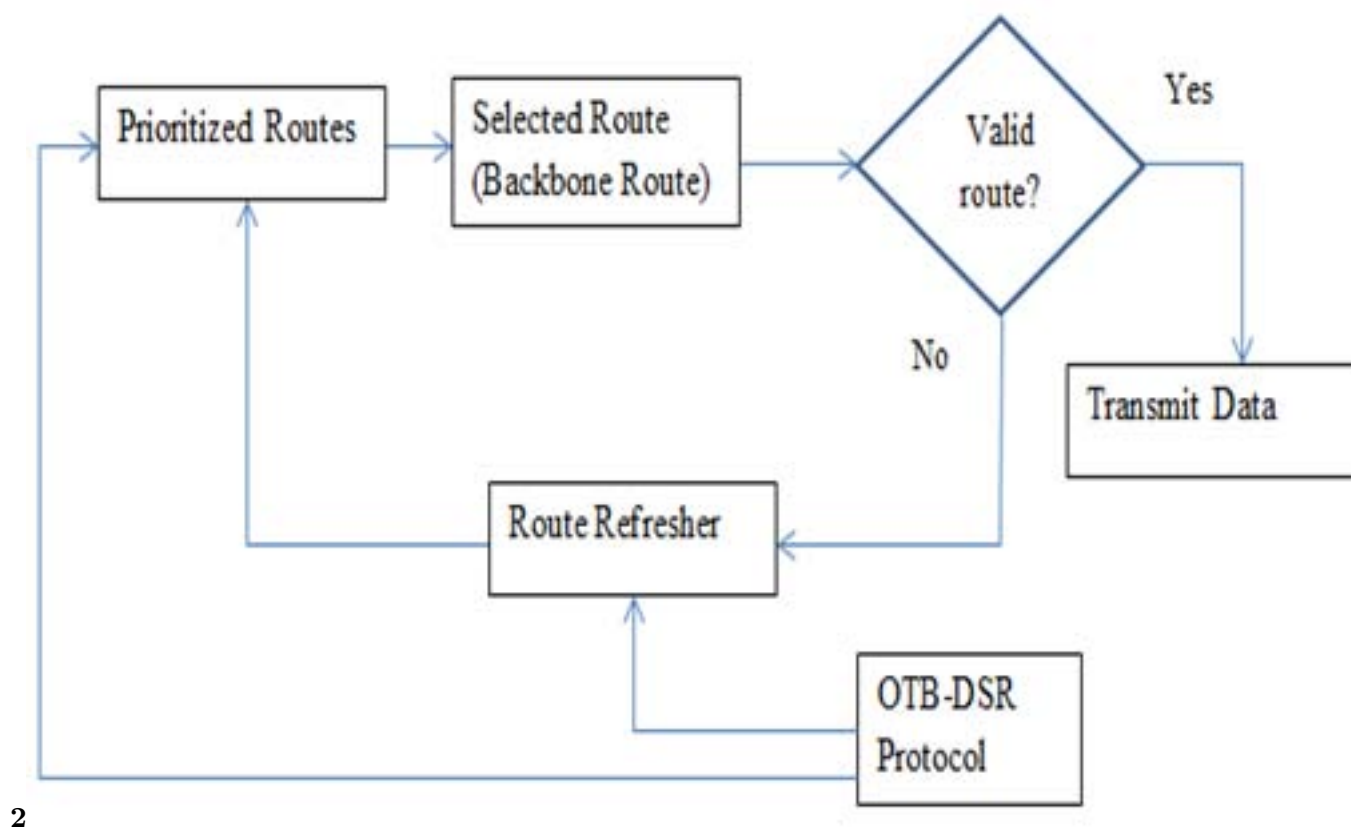 Prioritized Routes
Selected Route
(Backbone Route)
Valid
route?
Yes
No
Transmit Data
Route Refresher
OTB-DSR
Protocol
2